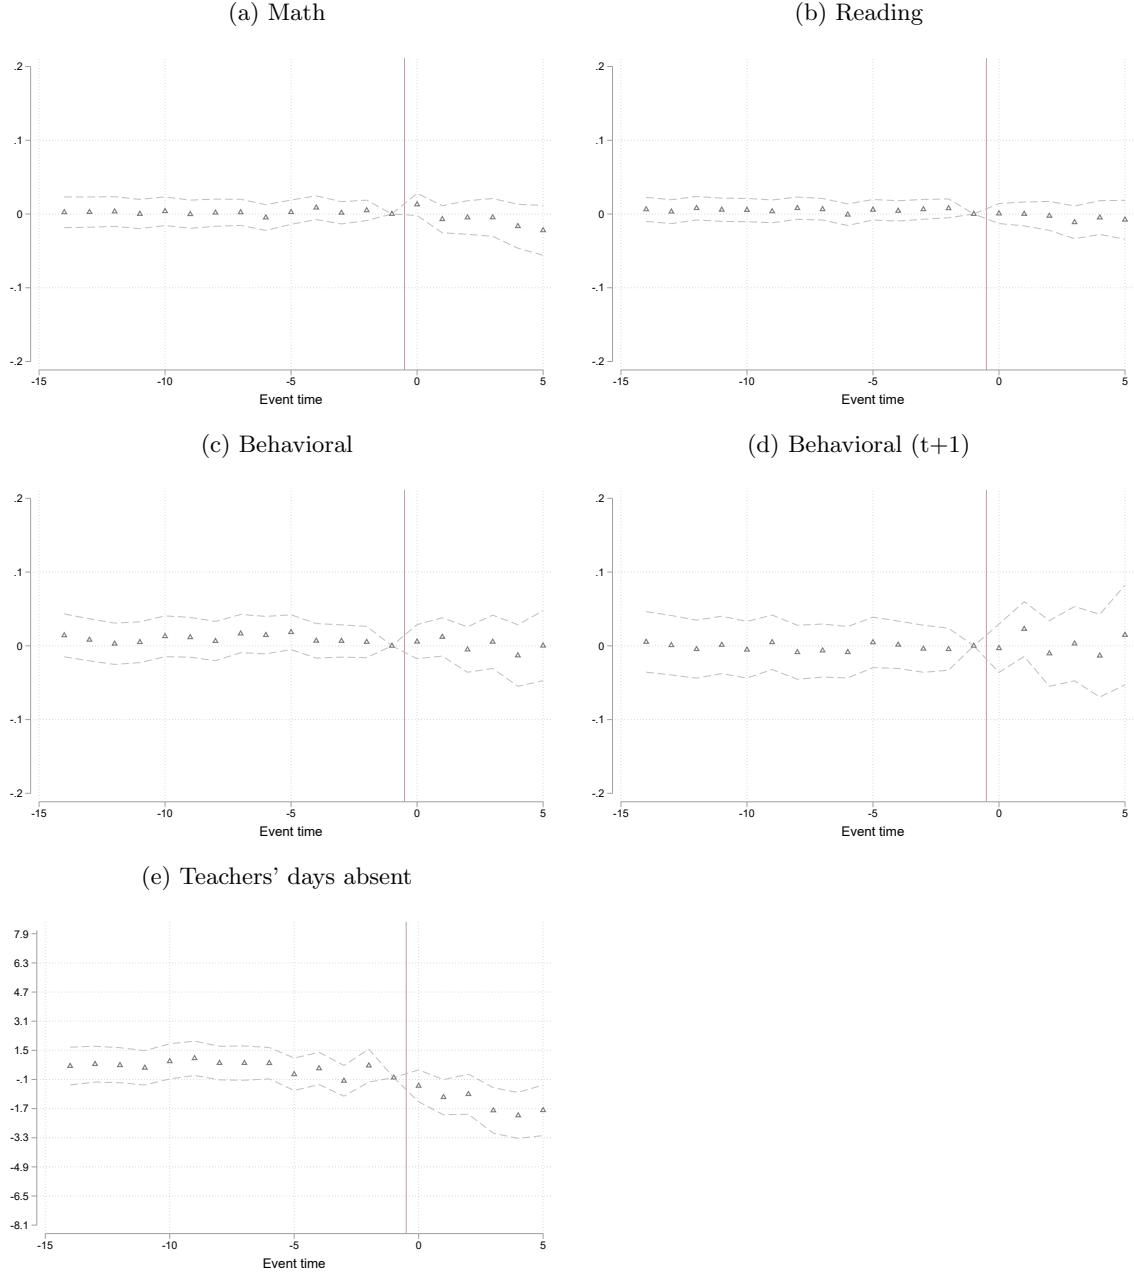 (a) Math
.2
.1
0
-.1
-.2
-15 -10 -5 0 5
Event time
(b) Reading
.2
.1
0
-.1
-.2
-15 -10 -5 0 5
Event time
(c) Behavioral
.2
.1
0
-.1
-.2
-15 -10 -5 0 5
Event time
(d) Behavioral (t+1)
.2
.1
0
-.1
-.2
-15 -10 -5 0 5
Event time
(e) Teachers' days absent
7.9
6.3
4.7
3.1
1.5
-.1
-1.7
-3.3
-4.9
-6.5
-8.1
-15 -10 -5 0 5
Event time